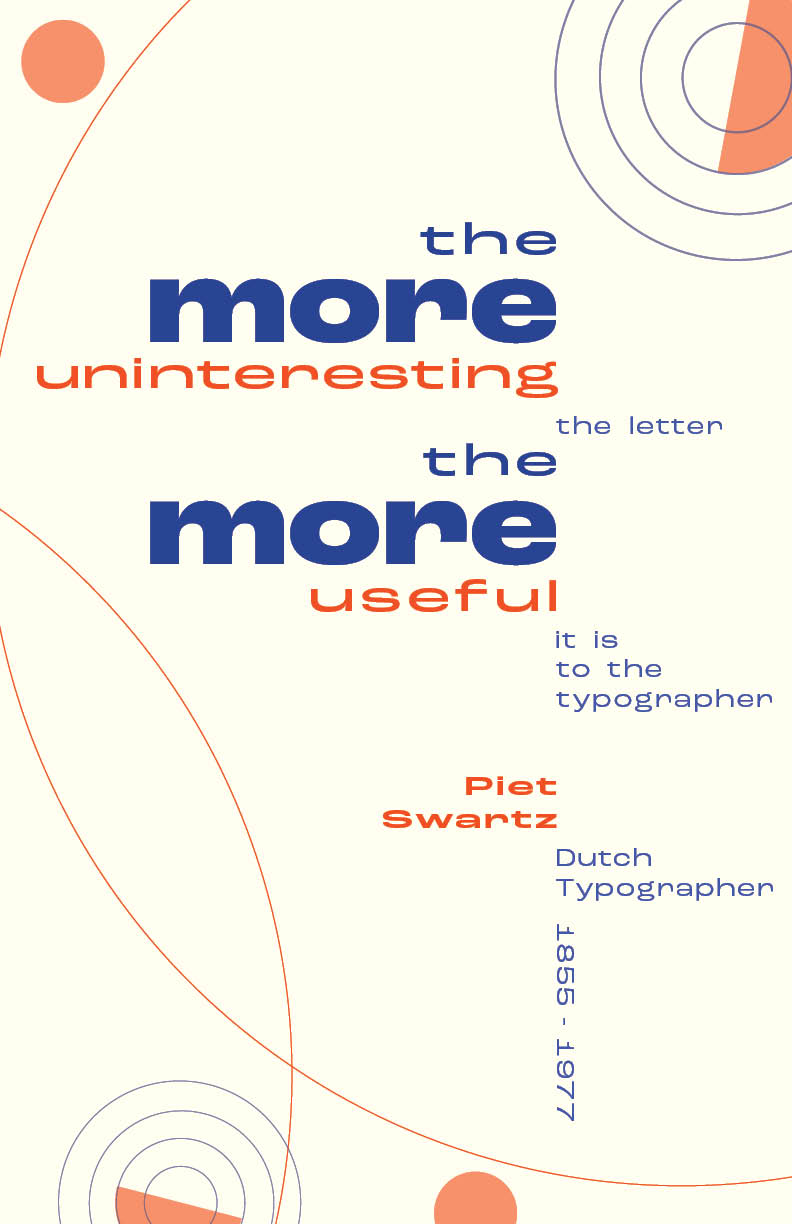 the
more
uninteresting
the letter
the
more
useful
it is
to the
typographer
Piet
Swartz
Dutch
Typographer
1855 - 1977